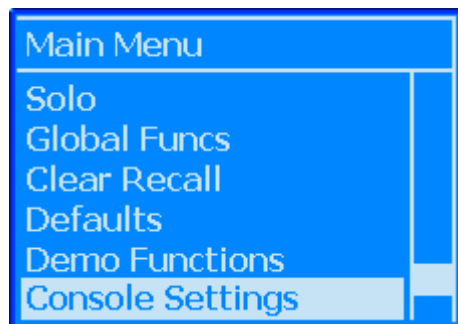 Main Menu
Solo
Global Funcs
Clear Recall
Defaults
Demo Functions
Console Settings